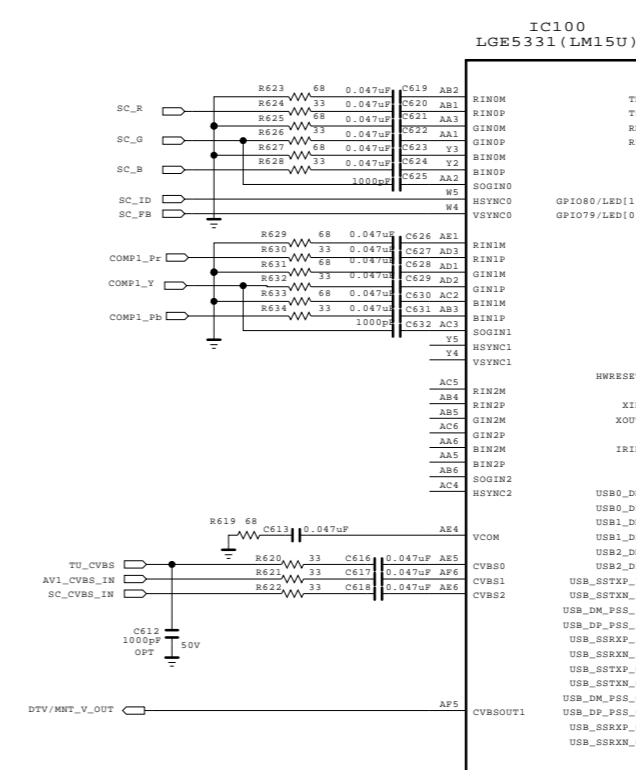 IC100
LGE5331(LM15U)
R623 68 0.047uF C619 AB2 RIN0M
SC_R R624 33 0.047uF C620 AB1 RIN0P
R625 68 0.047uF C621 AA3 GIN0M
SC_G R626 33 0.047uF C622 AA1 GIN0P
R627 68 0.047uF C623 Y3 BIN0M
SC_B R628 33 0.047uF C624 Y2 BIN0P
1000pF C625 AA2 SOGIN0
SC_ID W5 HSYNC0 GPIO80/LED[1
SC_FB W4 VSYNC0 GPIO79/LED[0
R629 68 0.047uF C626 AE1 RIN1M
COMP1_Pr R630 33 0.047uF C627 AD3 RIN1P
R631 68 0.047uF C628 AD1 GIN1M
COMP1_Y R632 33 0.047uF C629 AD2 GIN1P
R633 68 0.047uF C630 AC2 BIN1M
COMP1_Pb R634 33 0.047uF C631 AB3 BIN1P
1000pF C632 AC3 SOGIN1
Y5 HSYNC1
Y4 VSYNC1
HWRESE
AC5 RIN2M
AB4 RIN2P XI
AB5 GIN2M XOU
AC6 GIN2P
AA6 BIN2M IRI
AA5 BIN2P
AB6 SOGIN2
AC4 HSYNC2 USB0_D
USB0_D
R619 68 C613 0.047uF AE4 VCOM USB1_D
USB1_D
TU_CVBS R620 33 C616 0.047uF AE5 CVBS0 USB2_D
AV1_CVBS_IN R621 33 C617 0.047uF AF6 CVBS1 USB2_D
SC_CVBS_IN R622 33 C618 0.047uF AE6 CVBS2 USB_SSTXP_
USB_SSTXN_
USB_DM_PSS_
USB_DP_PSS_
C612 1000pF OPT 50V
USB_SSRXP_
USB_SSRXN_
USB_SSTXP_
USB_SSTXN_
USB_DM_PSS_
DTV/MNT_V_OUT AF5 CVBSOUT1 USB_DP_PSS_
USB_SSRXP_
USB_SSRXN_